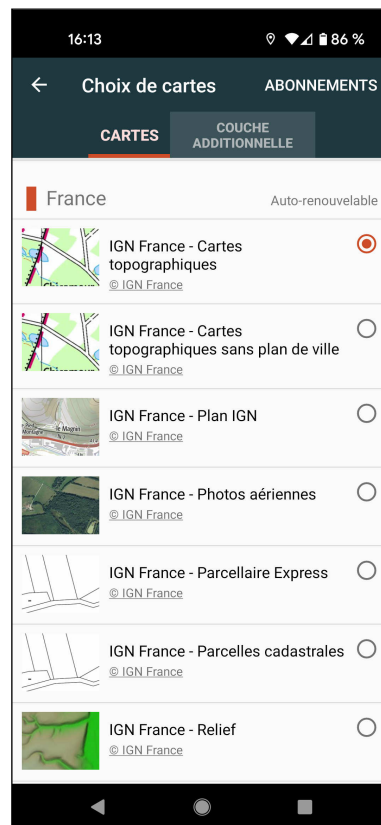 16:13
86 %
Choix de cartes
ABONNEMENTS
CARTES
COUCHE
ADDITIONNELLE
France
Auto-renouvelable
IGN France - Cartes
topographiques
© IGN France
IGN France - Cartes
topographiques sans plan de ville
© IGN France
IGN France - Plan IGN
© IGN France
IGN France - Photos aériennes
© IGN France
IGN France - Parcellaire Express
© IGN France
IGN France - Parcelles cadastrales
© IGN France
IGN France - Relief
© IGN France